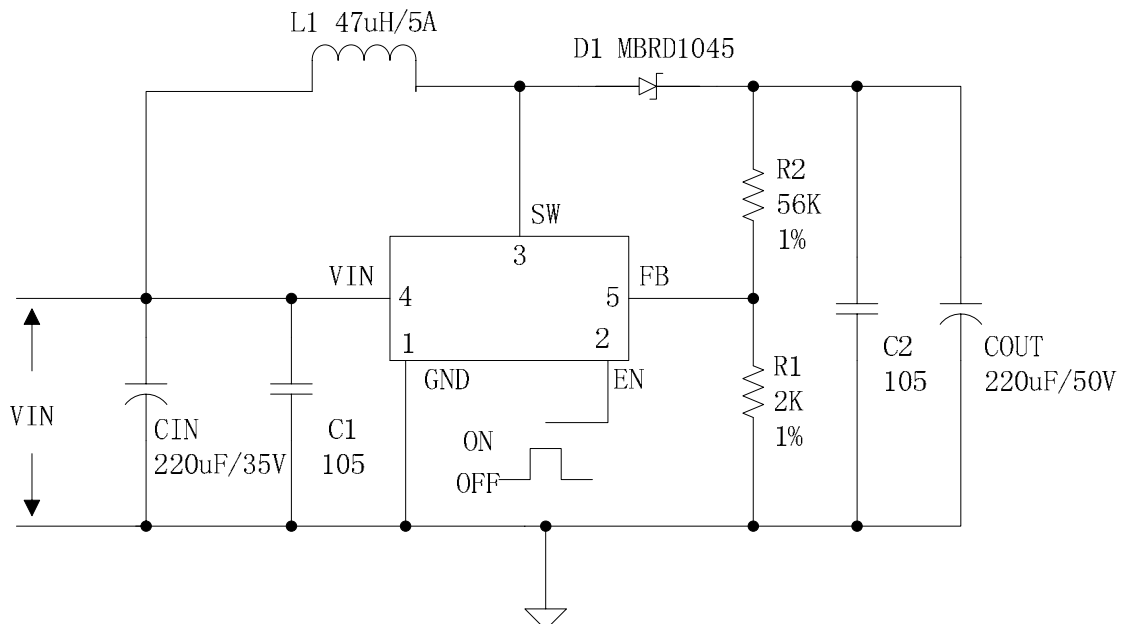 L1 47uH/5A
D1 MBRD1045
R2
56K
1%
SW
3
VIN
4
5
FB
1
2
GND
EN
C2
105
COUT
220uF/50V
R1
2K
1%
VIN
CIN
220uF/35V
C1
105
ON
OFF